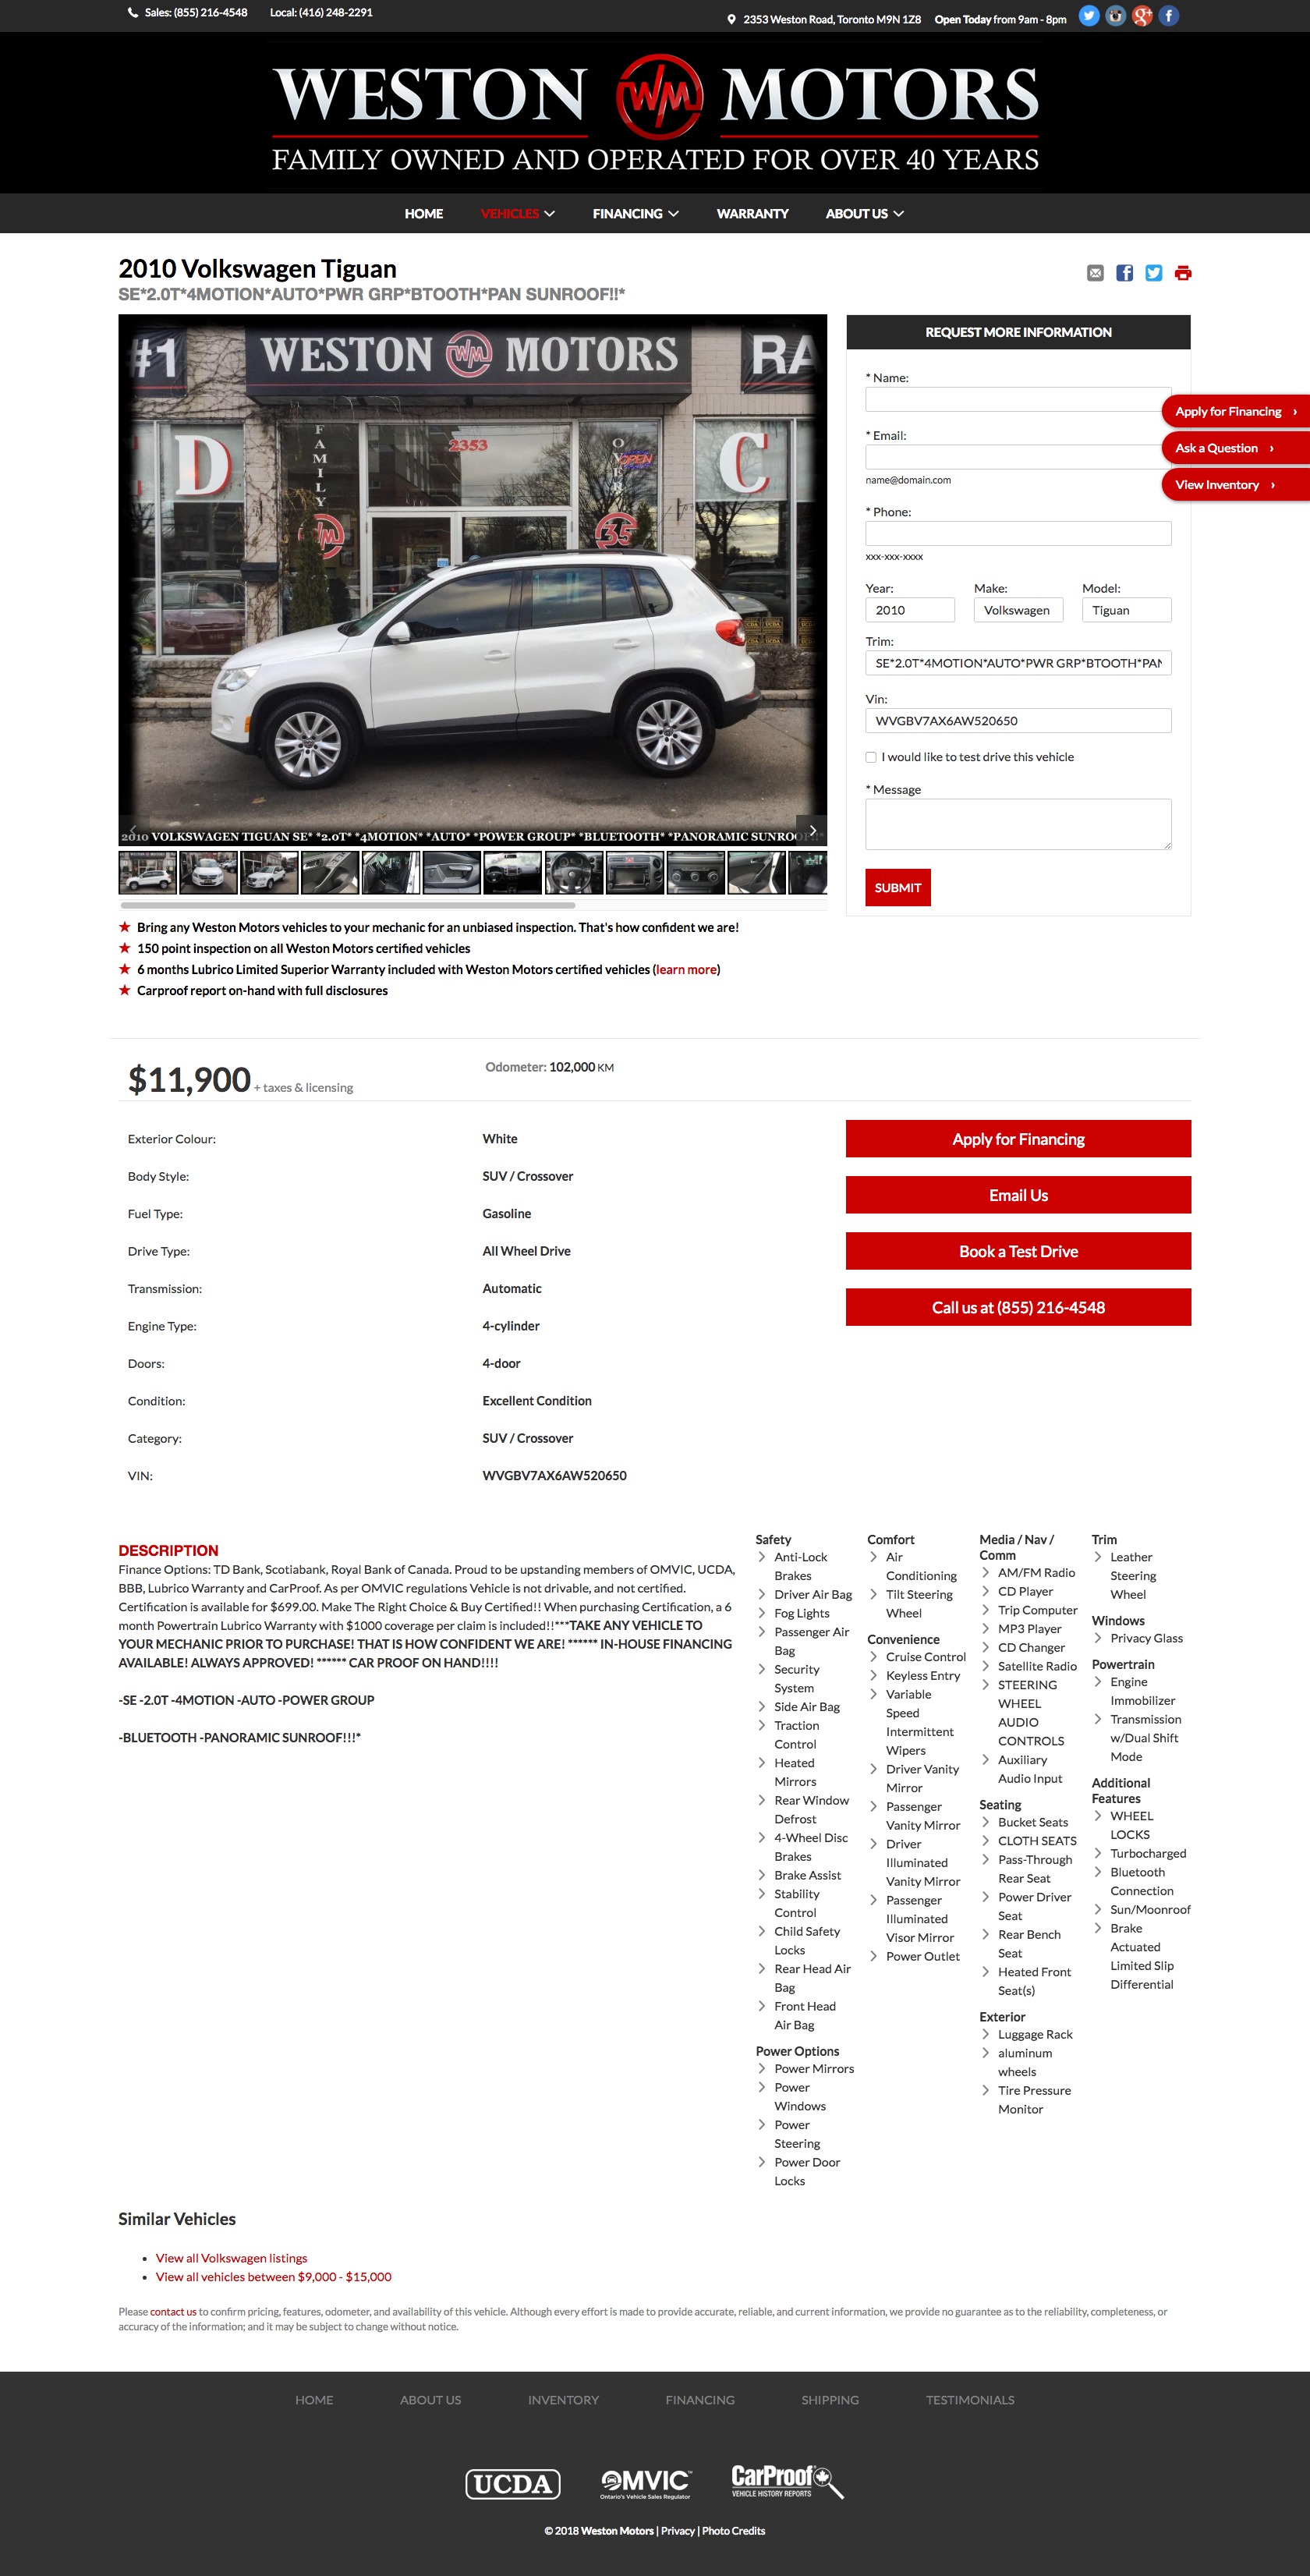 Sales: (855) 216-4548 Local: (416) 248-2291
2353 Weston Road, Toronto M9N 1Z8 Open Today from 9am - 8pm
WESTON WM MOTORS
FAMILY OWNED AND OPERATED FOR OVER 40 YEARS
HOME VEHICLES FINANCING WARRANTY ABOUT US
2010 Volkswagen Tiguan
SE*2.0T*4MOTION*AUTO*PWR GRP*BTOOTH*PAN SUNROOF!!*
#1 WESTON WM MOTORS RA
D FAMILY 2353 OVER OPEN C
WM 35
2010 VOLKSWAGEN TIGUAN SE* *2.0T* *4MOTION* *AUTO* *POWER GROUP* *BLUETOOTH* *PANORAMIC SUNROOF!!*
REQUEST MORE INFORMATION
* Name:
* Email:
name@domain.com
* Phone:
xxx-xxx-xxxx
Year: Make: Model:
2010 Volkswagen Tiguan
Trim:
SE*2.0T*4MOTION*AUTO*PWR GRP*BTOOTH*PAN
Vin:
WVGBV7AX6AW520650
I would like to test drive this vehicle
* Message
SUBMIT
Apply for Financing ›
Ask a Question ›
View Inventory ›
Bring any Weston Motors vehicles to your mechanic for an unbiased inspection. That's how confident we are!
150 point inspection on all Weston Motors certified vehicles
6 months Lubrico Limited Superior Warranty included with Weston Motors certified vehicles (learn more)
Carproof report on-hand with full disclosures
$11,900 + taxes & licensing
Odometer: 102,000 KM
Exterior Colour: White
Body Style: SUV / Crossover
Fuel Type: Gasoline
Drive Type: All Wheel Drive
Transmission: Automatic
Engine Type: 4-cylinder
Doors: 4-door
Condition: Excellent Condition
Category: SUV / Crossover
VIN: WVGBV7AX6AW520650
Apply for Financing
Email Us
Book a Test Drive
Call us at (855) 216-4548
DESCRIPTION
Finance Options: TD Bank, Scotiabank, Royal Bank of Canada. Proud to be upstanding members of OMVIC, UCDA,
BBB, Lubrico Warranty and CarProof. As per OMVIC regulations Vehicle is not drivable, and not certified.
Certification is available for $699.00. Make The Right Choice & Buy Certified!! When purchasing Certification, a 6
month Powertrain Lubrico Warranty with $1000 coverage per claim is included!!***TAKE ANY VEHICLE TO
YOUR MECHANIC PRIOR TO PURCHASE! THAT IS HOW CONFIDENT WE ARE! ****** IN-HOUSE FINANCING
AVAILABLE! ALWAYS APPROVED! ****** CAR PROOF ON HAND!!!!
-SE -2.0T -4MOTION -AUTO -POWER GROUP
-BLUETOOTH -PANORAMIC SUNROOF!!!*
Safety
Anti-Lock
Brakes
Driver Air Bag
Fog Lights
Passenger Air
Bag
Security
System
Side Air Bag
Traction
Control
Heated
Mirrors
Rear Window
Defrost
4-Wheel Disc
Brakes
Brake Assist
Stability
Control
Child Safety
Locks
Rear Head Air
Bag
Front Head
Air Bag
Power Options
Power Mirrors
Power
Windows
Power
Steering
Power Door
Locks
Comfort
Air
Conditioning
Tilt Steering
Wheel
Convenience
Cruise Control
Keyless Entry
Variable
Speed
Intermittent
Wipers
Driver Vanity
Mirror
Passenger
Vanity Mirror
Driver
Illuminated
Vanity Mirror
Passenger
Illuminated
Visor Mirror
Power Outlet
Media / Nav /
Comm
AM/FM Radio
CD Player
Trip Computer
MP3 Player
CD Changer
Satellite Radio
STEERING
WHEEL
AUDIO
CONTROLS
Auxiliary
Audio Input
Seating
Bucket Seats
CLOTH SEATS
Pass-Through
Rear Seat
Power Driver
Seat
Rear Bench
Seat
Heated Front
Seat(s)
Exterior
Luggage Rack
aluminum
wheels
Tire Pressure
Monitor
Trim
Leather
Steering
Wheel
Windows
Privacy Glass
Powertrain
Engine
Immobilizer
Transmission
w/Dual Shift
Mode
Additional
Features
WHEEL
LOCKS
Turbocharged
Bluetooth
Connection
Sun/Moonroof
Brake
Actuated
Limited Slip
Differential
Similar Vehicles
View all Volkswagen listings
View all vehicles between $9,000 - $15,000
Please contact us to confirm pricing, features, odometer, and availability of this vehicle. Although every effort is made to provide accurate, reliable, and current information, we provide no guarantee as to the reliability, completeness, or
accuracy of the information; and it may be subject to change without notice.
HOME ABOUT US INVENTORY FINANCING SHIPPING TESTIMONIALS
UCDA OMVIC CarProof
Ontario's Vehicle Sales Regulator VEHICLE HISTORY REPORTS
© 2018 Weston Motors | Privacy | Photo Credits